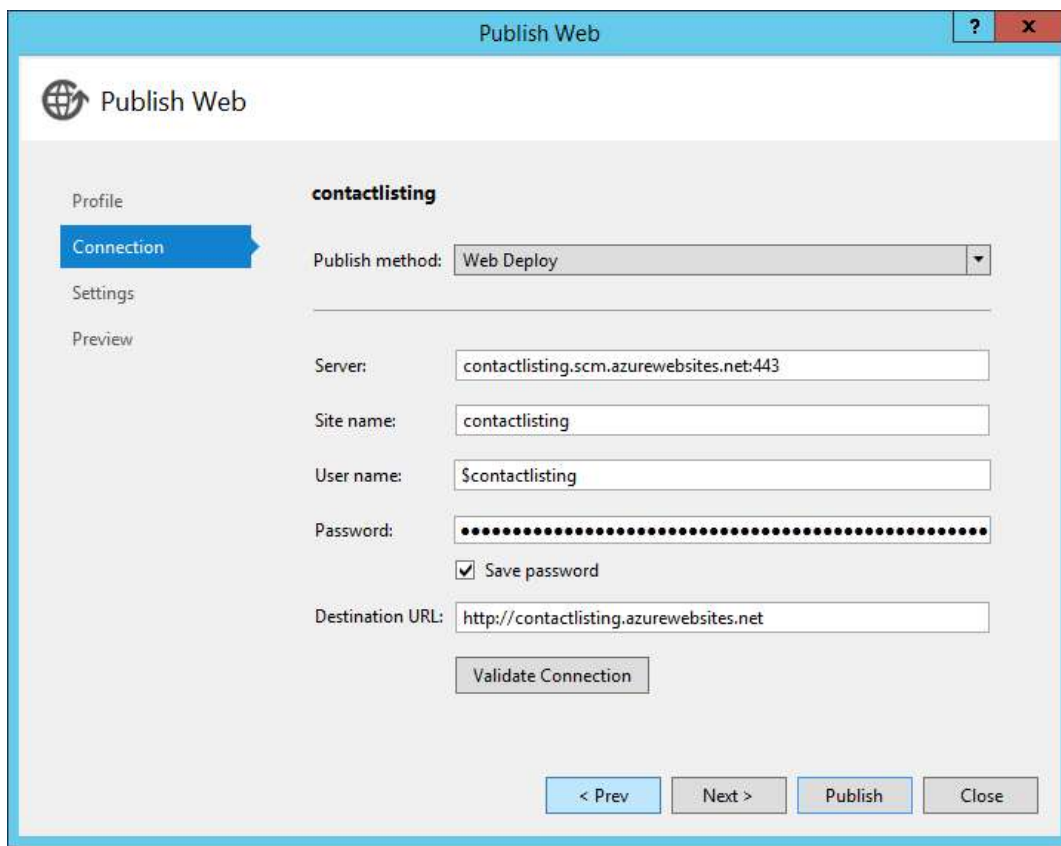 Publish Web
? x
Publish Web
Profile
Connection
Settings
Preview
contactlisting
Publish method: Web Deploy
Server: contactlisting.scm.azurewebsites.net:443
Site name: contactlisting
User name: $contactlisting
Password: ●●●●●●●●●●●●●●●●●●●●●●●●●●●●●●●●●●●●●●●●●●●●●●●●●●●●
Save password
Destination URL: http://contactlisting.azurewebsites.net
Validate Connection
< Prev Next > Publish Close